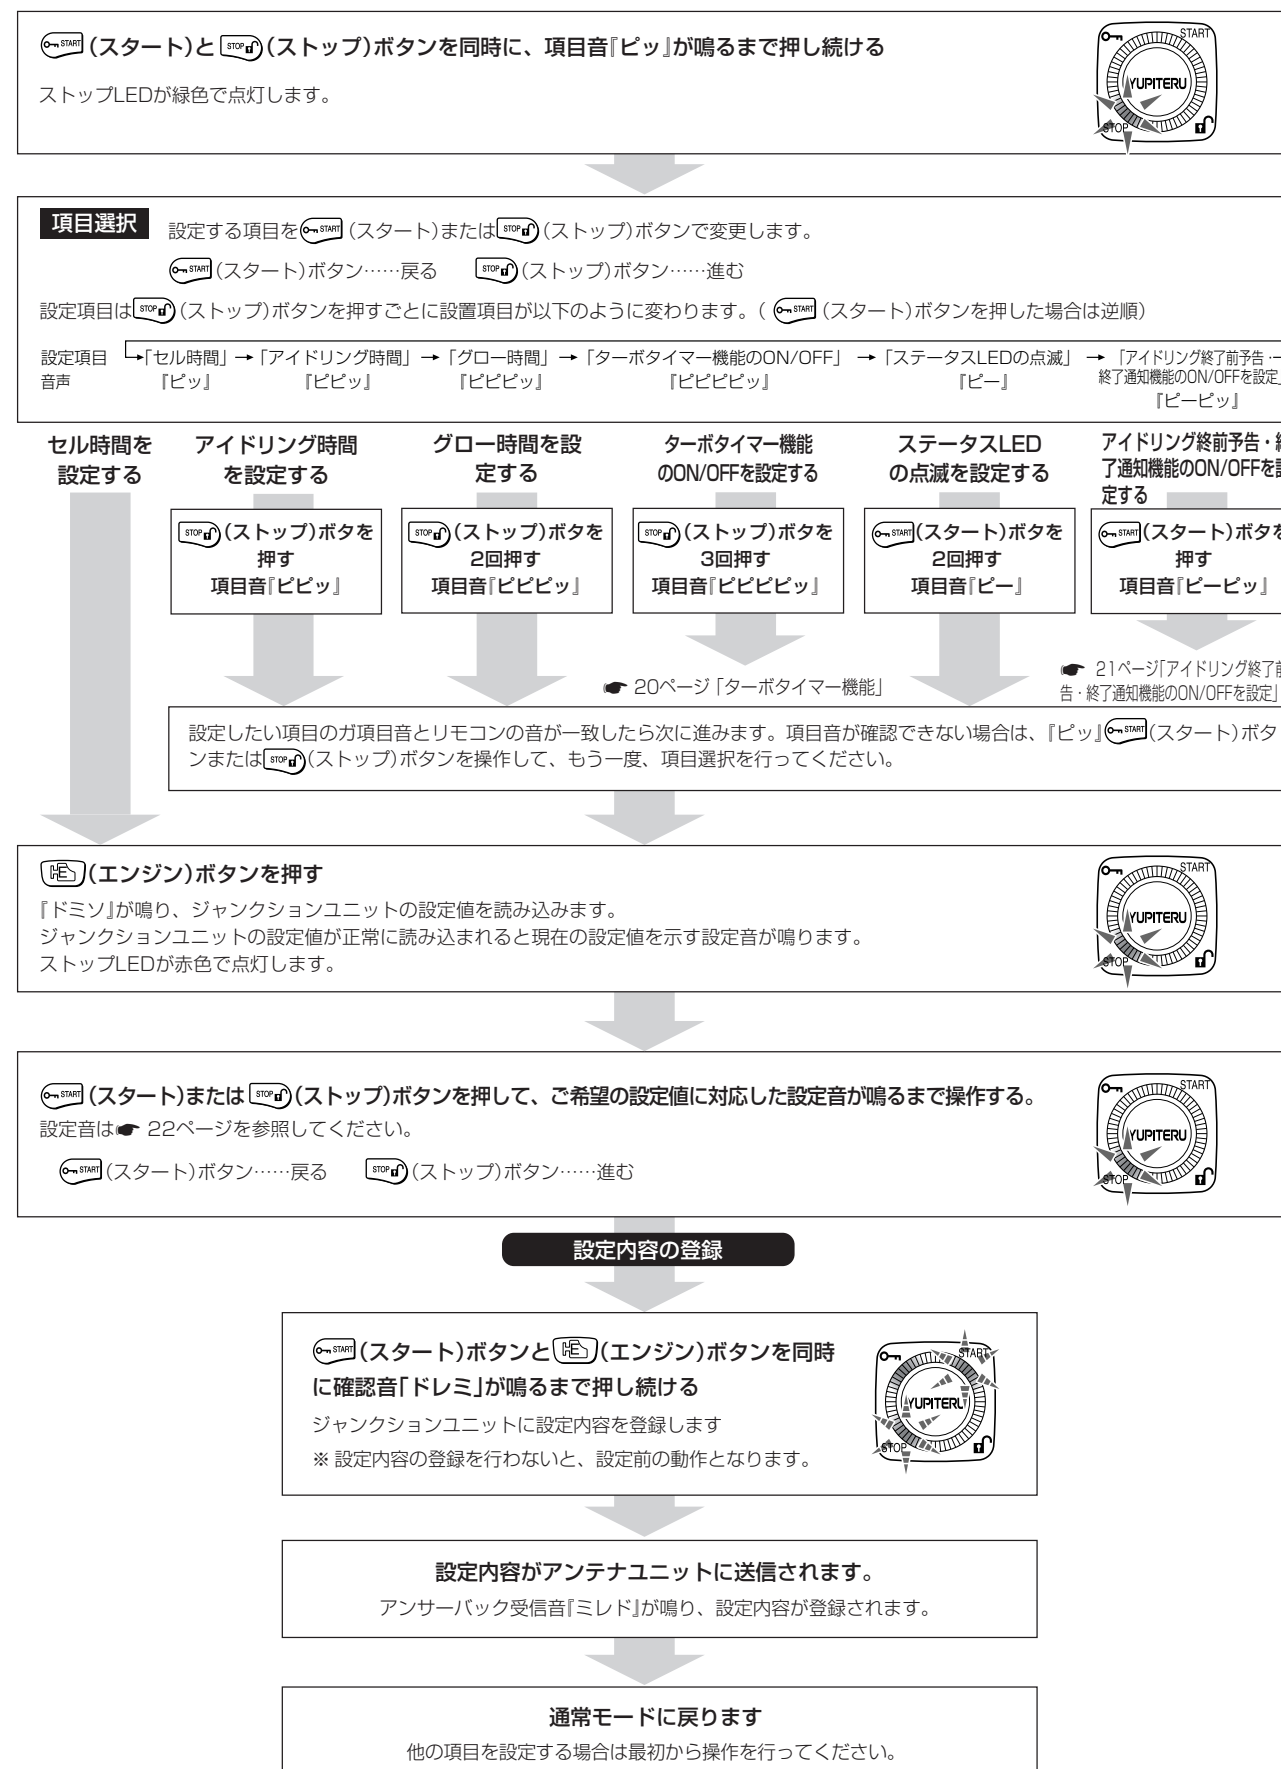 START (スタート)と STOP (ストップ)ボタンを同時に、項目音『ピッ』が鳴るまで押し続ける
ストップLEDが緑色で点灯します。
START
YUPITERU
STOP
項目選択
設定する項目を START (スタート)または STOP (ストップ)ボタンで変更します。
START (スタート)ボタン……戻る STOP (ストップ)ボタン……進む
設定項目は STOP (ストップ)ボタンを押すごとに設置項目が以下のように変わります。( START (スタート)ボタンを押した場合は逆順)
設定項目 →「セル時間」→「アイドリング時間」→「グロー時間」→「ターボタイマー機能のON/OFF」→「ステータスLEDの点滅」→「アイドリング終了前予告・
終了通知機能のON/OFFを設定」
音声 『ピッ』 『ピピッ』 『ピピピッ』 『ピピピピッ』 『ピー』
『ピーピッ』
セル時間を
設定する
アイドリング時間
を設定する
STOP (ストップ)ボタを
押す
項目音『ピピッ』
グロー時間を設
定する
STOP (ストップ)ボタを
2回押す
項目音『ピピピッ』
ターボタイマー機能
のON/OFFを設定する
STOP (ストップ)ボタを
3回押す
項目音『ピピピピッ』
☛ 20ページ「ターボタイマー機能」
ステータスLED
の点滅を設定する
START (スタート)ボタを
2回押す
項目音『ピー』
アイドリング終前予告・終
了通知機能のON/OFFを設
定する
START (スタート)ボタを
押す
項目音『ピーピッ』
☛ 21ページ「アイドリング終了前
告・終了通知機能のON/OFFを設定」
設定したい項目のガ項目音とリモコンの音が一致したら次に進みます。項目音が確認できない場合は、『ピッ』 START (スタート)ボタ
ンまたは STOP (ストップ)ボタンを操作して、もう一度、項目選択を行ってください。
(エンジン)ボタンを押す
『ドミソ』が鳴り、ジャンクションユニットの設定値を読み込みます。
ジャンクションユニットの設定値が正常に読み込まれると現在の設定値を示す設定音が鳴ります。
ストップLEDが赤色で点灯します。
START
YUPITERU
STOP
START (スタート)または STOP (ストップ)ボタンを押して、ご希望の設定値に対応した設定音が鳴るまで操作する。
設定音は☛ 22ページを参照してください。
START (スタート)ボタン……戻る STOP (ストップ)ボタン……進む
START
YUPITERU
STOP
設定内容の登録
START (スタート)ボタンと (エンジン)ボタンを同時
に確認音「ドレミ」が鳴るまで押し続ける
ジャンクションユニットに設定内容を登録します
※ 設定内容の登録を行わないと、設定前の動作となります。
START
YUPITERU
STOP
設定内容がアンテナユニットに送信されます。
アンサーバック受信音『ミレド』が鳴り、設定内容が登録されます。
通常モードに戻ります
他の項目を設定する場合は最初から操作を行ってください。